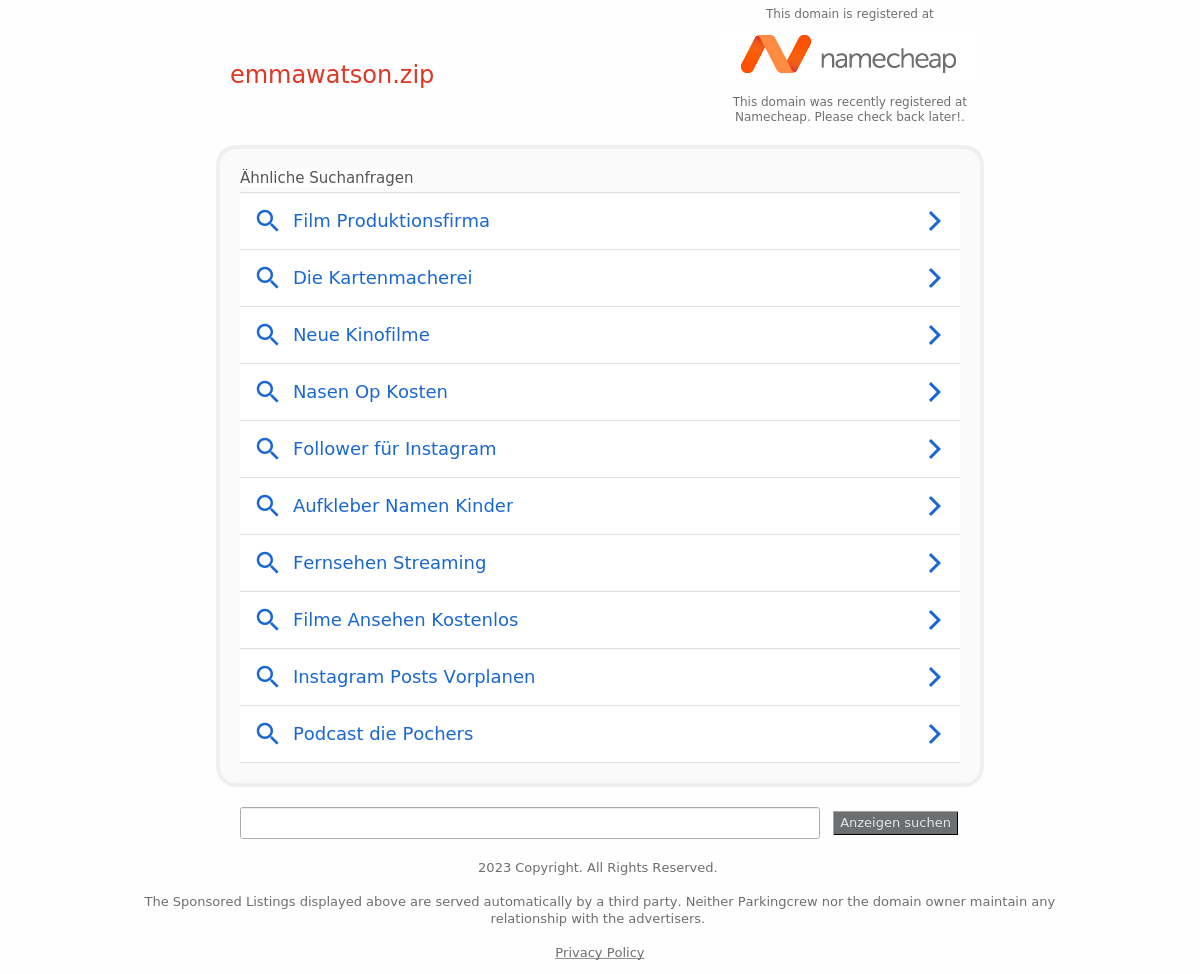 This domain is registered at
namecheap
emmawatson.zip
This domain was recently registered at
Namecheap. Please check back later!.
Ähnliche Suchanfragen
Film Produktionsfirma
Die Kartenmacherei
Neue Kinofilme
Nasen Op Kosten
Follower für Instagram
Aufkleber Namen Kinder
Fernsehen Streaming
Filme Ansehen Kostenlos
Instagram Posts Vorplanen
Podcast die Pochers
Anzeigen suchen
2023 Copyright. All Rights Reserved.
The Sponsored Listings displayed above are served automatically by a third party. Neither Parkingcrew nor the domain owner maintain any
relationship with the advertisers.
Privacy Policy